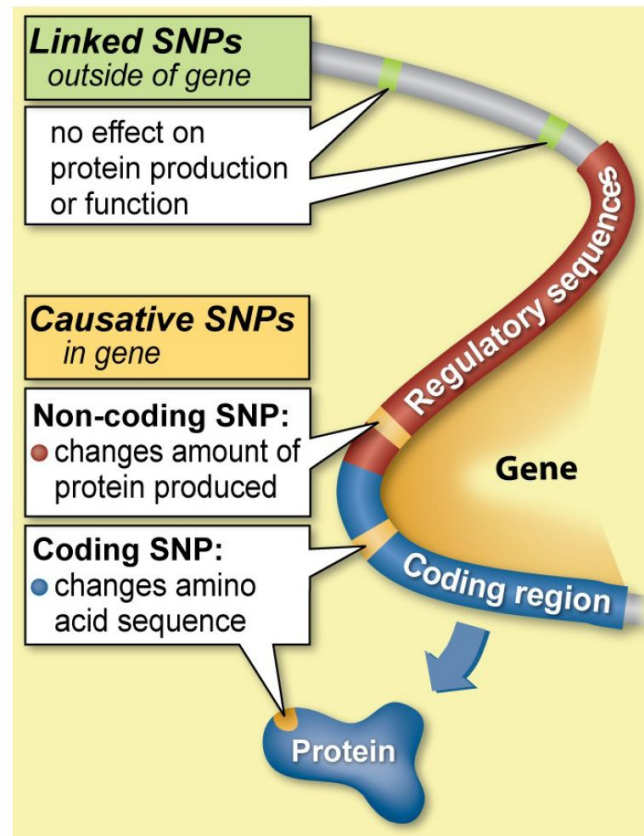 Linked SNPs
outside of gene
no effect on
protein production
or function
Regulatory sequences
Causative SNPs
in gene
Non-coding SNP:
changes amount of
protein produced
Gene
Coding SNP:
changes amino
acid sequence
Coding region
Protein